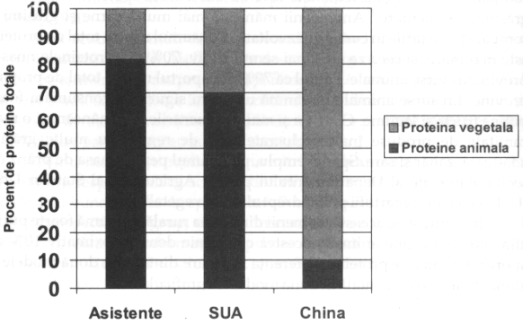 100
90
80
70
60
50
40
30
20
10
0
Procent de proteine totale
Asistente
SUA
China
Proteina vegetala
Proteine animala